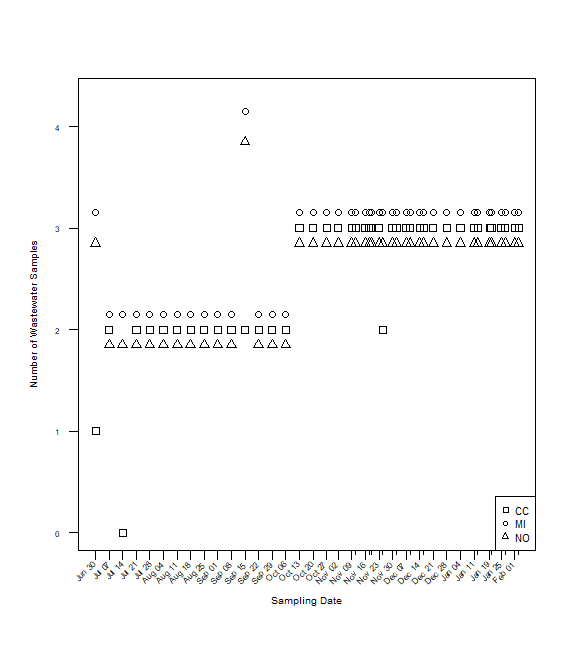 Number of Wastewater Samples
4
3
2
1
0
CC
MI
NO
Jun 30
Jul 07
Jul 14
Jul 21
Jul 28
Aug 04
Aug 11
Aug 18
Aug 25
Sep 01
Sep 08
Sep 15
Sep 22
Sep 29
Oct 06
Oct 13
Oct 20
Oct 27
Nov 02
Nov 09
Nov 16
Nov 23
Nov 30
Dec 07
Dec 14
Dec 21
Dec 28
Jan 04
Jan 11
Jan 19
Jan 25
Feb 01
Sampling Date